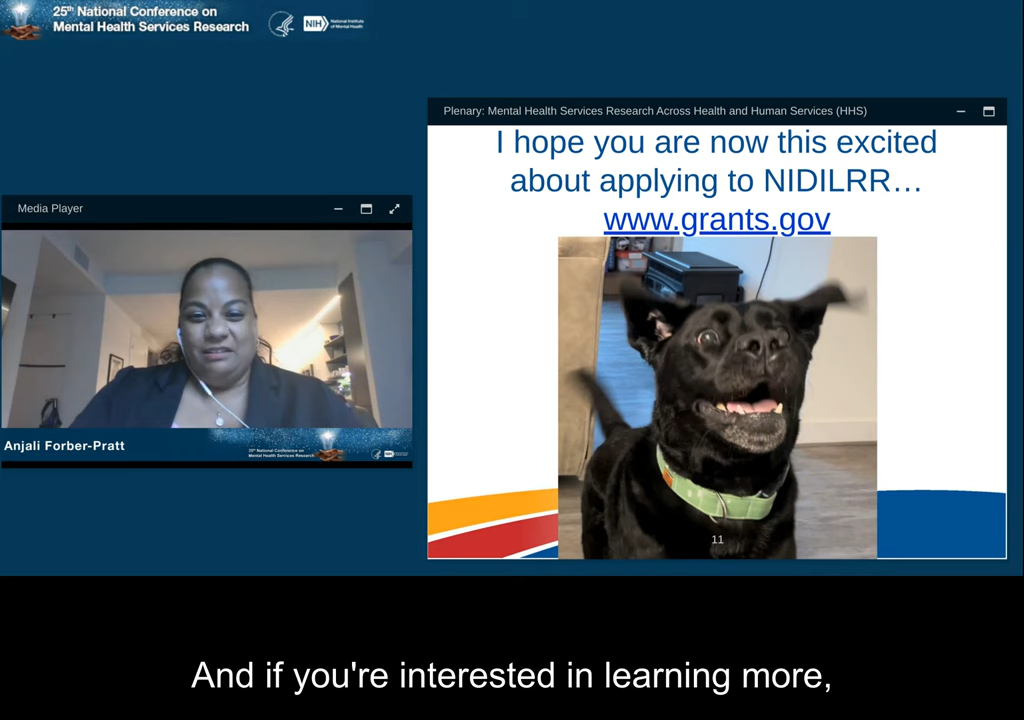 25th National Conference on
Mental Health Services Research
NIH
National Institute
of Mental Health
Plenary: Mental Health Services Research Across Health and Human Services (HHS)
I hope you are now this excited
about applying to NIDILRR…
www.grants.gov
Media Player
Anjali Forber-Pratt
25th National Conference on
Mental Health Services Research
NIH
11
And if you're interested in learning more,